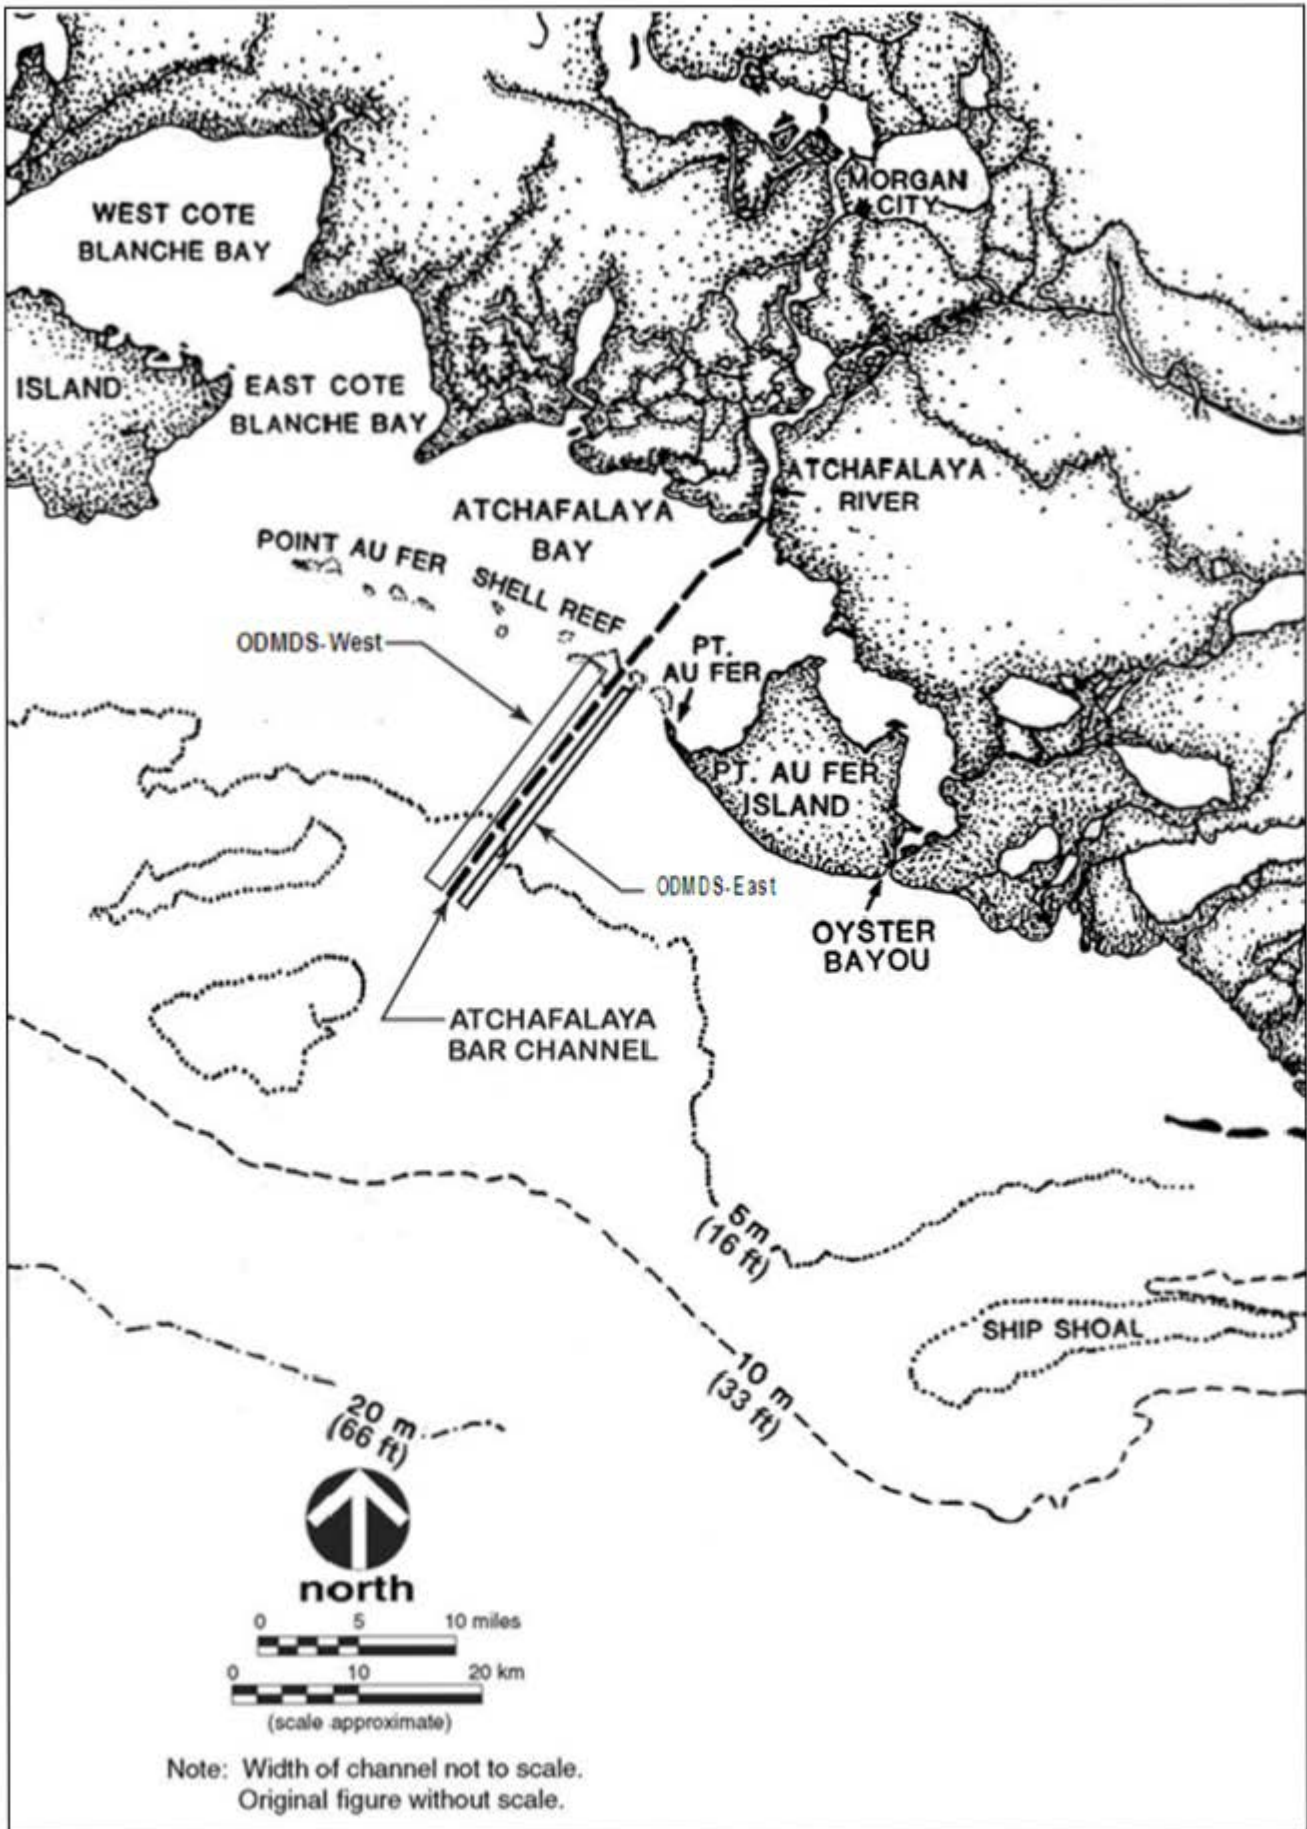 MORGAN
CITY
WEST COTE
BLANCHE BAY
ISLAND
EAST COTE
BLANCHE BAY
ATCHAFALAYA
RIVER
ATCHAFALAYA
BAY
POINT AU FER SHELL REEF
ODMDS-West
PT.
AU FER
PT. AU FER
ISLAND
ODMDS-East
OYSTER
BAYOU
ATCHAFALAYA
BAR CHANNEL
5m
(16 ft)
SHIP SHOAL
10 m
(33 ft)
20 m
(66 ft)
north
0 5 10 miles
0 10 20 km
(scale approximate)
Note: Width of channel not to scale.
Original figure without scale.